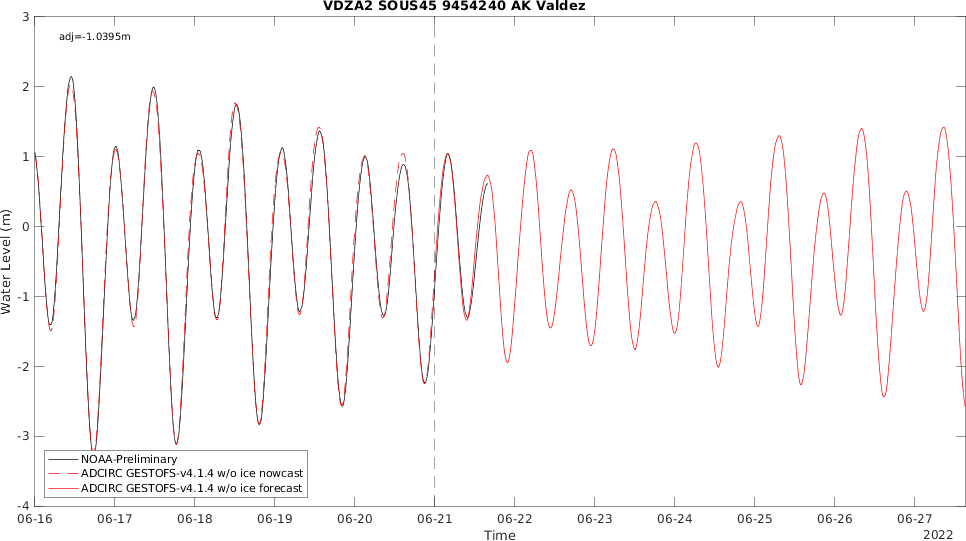 VDZA2 SOUS45 9454240 AK Valdez
adj=-1.0395m
3
2
1
0
-1
-2
-3
-4
Water Level (m)
NOAA-Preliminary
ADCIRC GESTOFS-v4.1.4 w/o ice nowcast
ADCIRC GESTOFS-v4.1.4 w/o ice forecast
06-16 06-17 06-18 06-19 06-20 06-21 06-22 06-23 06-24 06-25 06-26 06-27
Time
2022